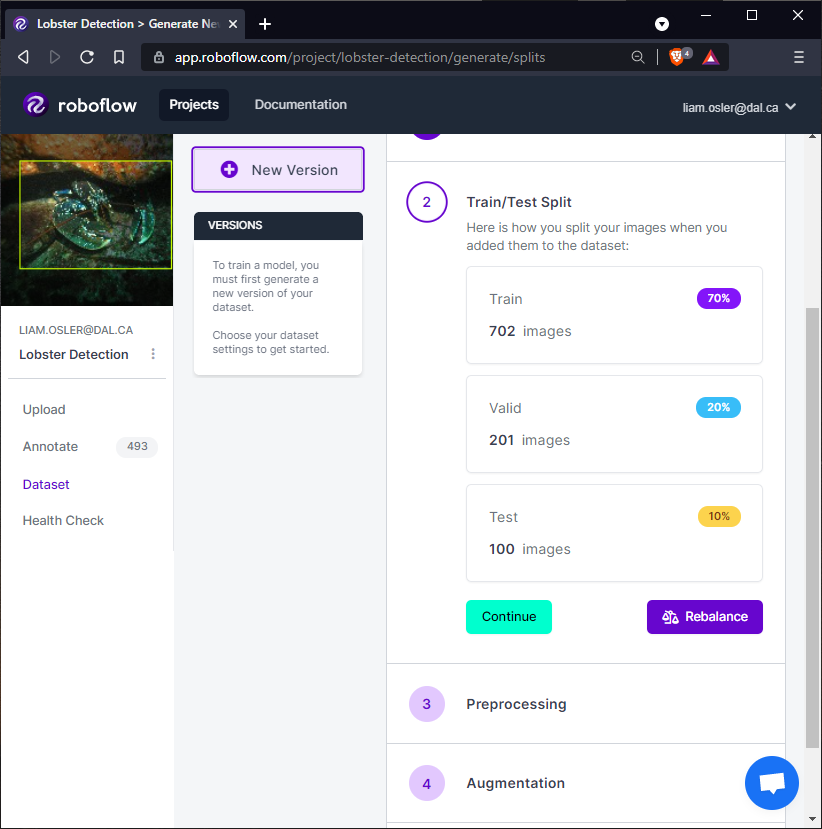 Lobster Detection > Generate Ne
app.roboflow.com/project/lobster-detection/generate/splits
4
roboflow
Projects
Documentation
liam.osler@dal.ca
LIAM.OSLER@DAL.CA
Lobster Detection
Upload
Annotate
493
Dataset
Health Check
New Version
VERSIONS
To train a model, you
must first generate a
new version of your
dataset.
Choose your dataset
settings to get started.
2
Train/Test Split
Here is how you split your images when you
added them to the dataset:
Train
70%
702 images
Valid
20%
201 images
Test
10%
100 images
Continue
Rebalance
3
Preprocessing
4
Augmentation